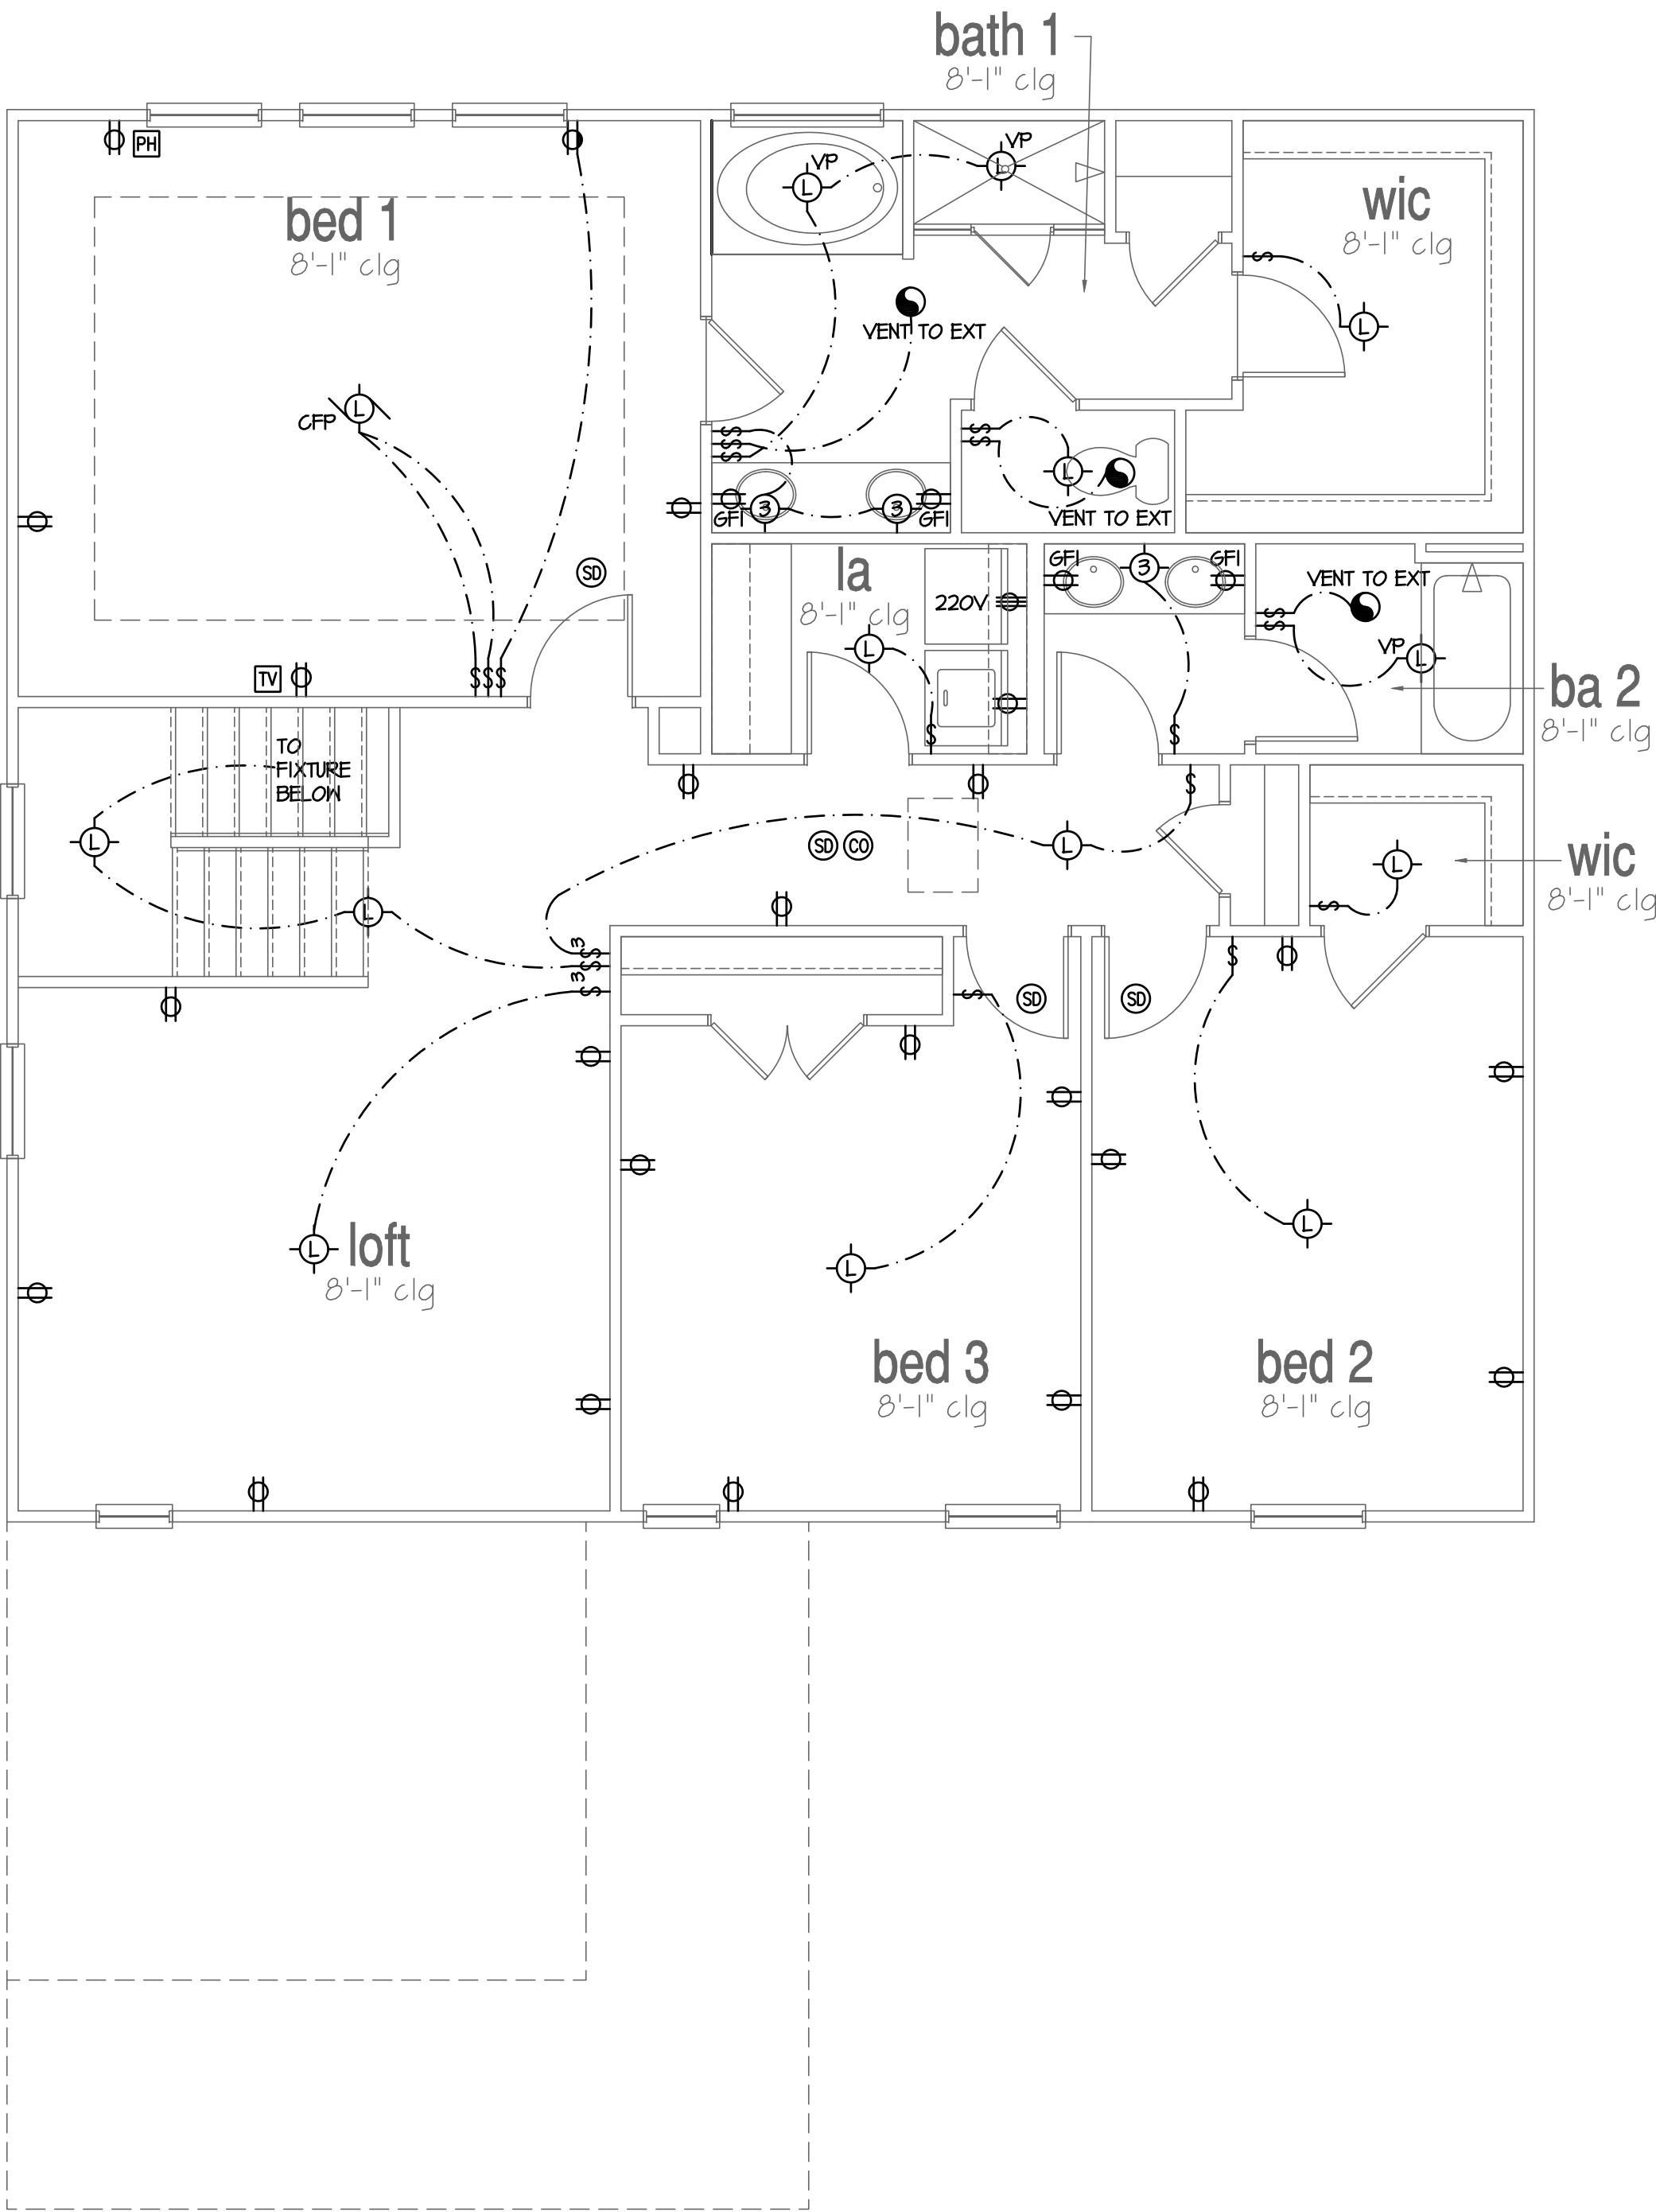 bath 1
8'-1" clg
PH
VP
VP
bed 1
8'-1" clg
wic
8'-1" clg
L
L
S
L
VENT TO EXT
CFP
L
S
S
S
S
S
L
VENT TO EXT
GFI
3
3
GFI
SD
la
8'-1" clg
220V
L
S
GFI
3
GFI
VENT TO EXT
S
S
VP
L
ba 2
8'-1" clg
TV
S S S
S
TO
FIXTURE
BELOW
L
L
S
SD
CO
L
L
wic
8'-1" clg
S
3
S
S
3
S
S
SD
SD
S
L
loft
8'-1" clg
L
L
bed 3
8'-1" clg
bed 2
8'-1" clg